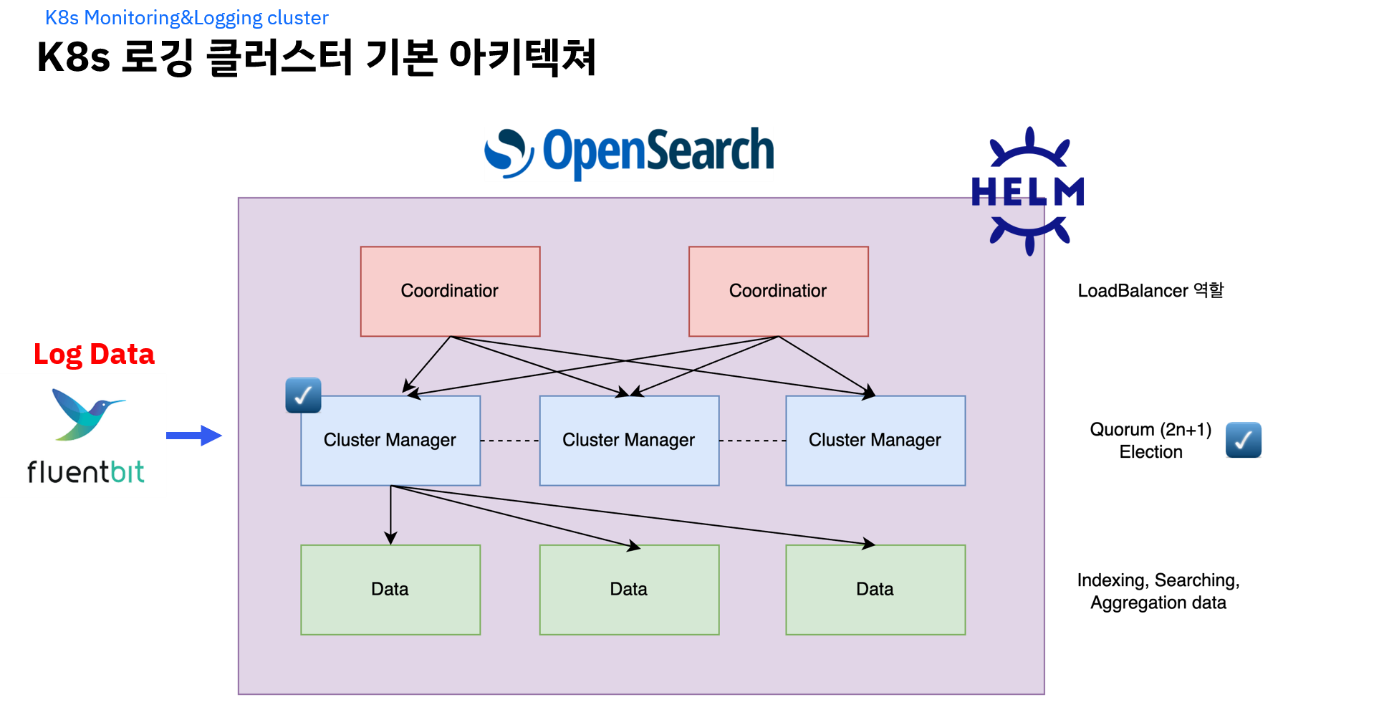 K8s Monitoring&Logging cluster
K8s 로깅 클러스터 기본 아키텍쳐
OpenSearch
HELM
Coordinatior
Coordinatior
LoadBalancer 역할
Log Data
fluentbit
Cluster Manager
Cluster Manager
Cluster Manager
Quorum (2n+1)
Election
Data
Data
Data
Indexing, Searching,
Aggregation data